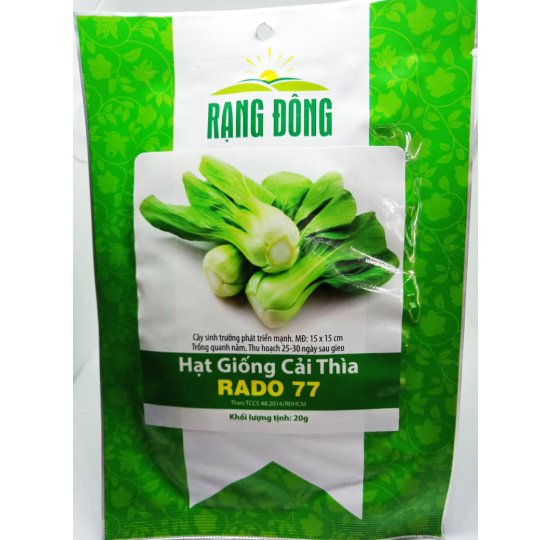 RẠNG ĐÔNG
Cây sinh trưởng phát triển mạnh. MĐ: 15 x 15 cm
Trồng quanh năm. Thu hoạch 25-30 ngày sau gieo
Hạt Giống Cải Thìa
RADO 77
Theo TCCS 48:2014/RDHCM
Khối lượng tịnh: 20g